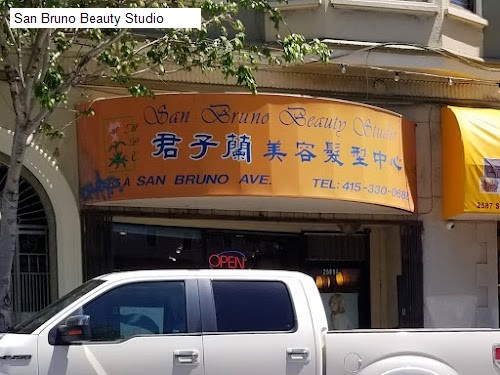 San Bruno Beauty Studio
San Bruno Beauty Studio
君子蘭 美容髮型中心
SAN BRUNO AVE. TEL: 415-330-0688
2587 S
OPEN